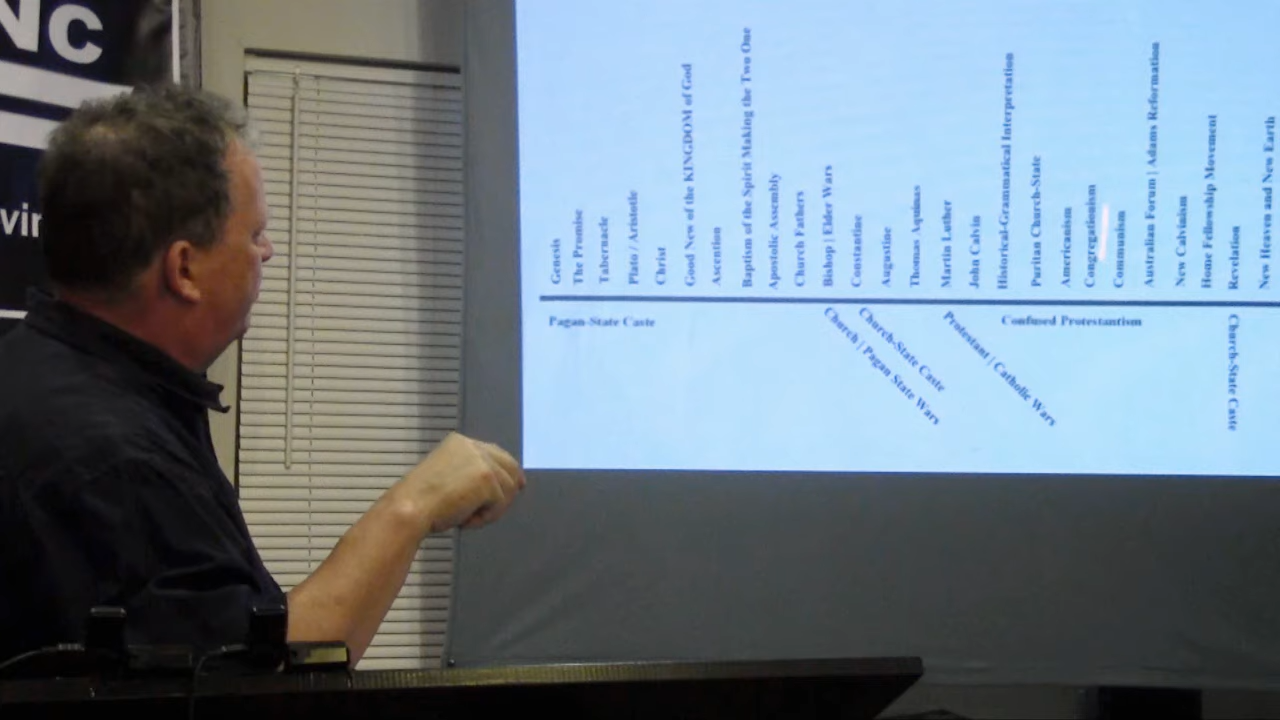 NC
vin
Genesis
The Promise
Tabernacle
Plato / Aristotle
Christ
Good New of the KINGDOM of God
Ascention
Baptism of the Spirit Making the Two One
Apostolic Assembly
Church Fathers
Bishop | Elder Wars
Constantine
Augustine
Thomas Aquinas
Martin Luther
John Calvin
Historical-Grammatical Interpretation
Puritan Church-State
Americanism
Congregationism
Communism
Australian Forum | Adams Reformation
New Calvinism
Home Fellowship Movement
Revelation
New Heaven and New Earth
Pagan-State Caste
Church | Pagan State Wars
Church-State Caste
Protestant | Catholic Wars
Confused Protestantism
Church-State Caste